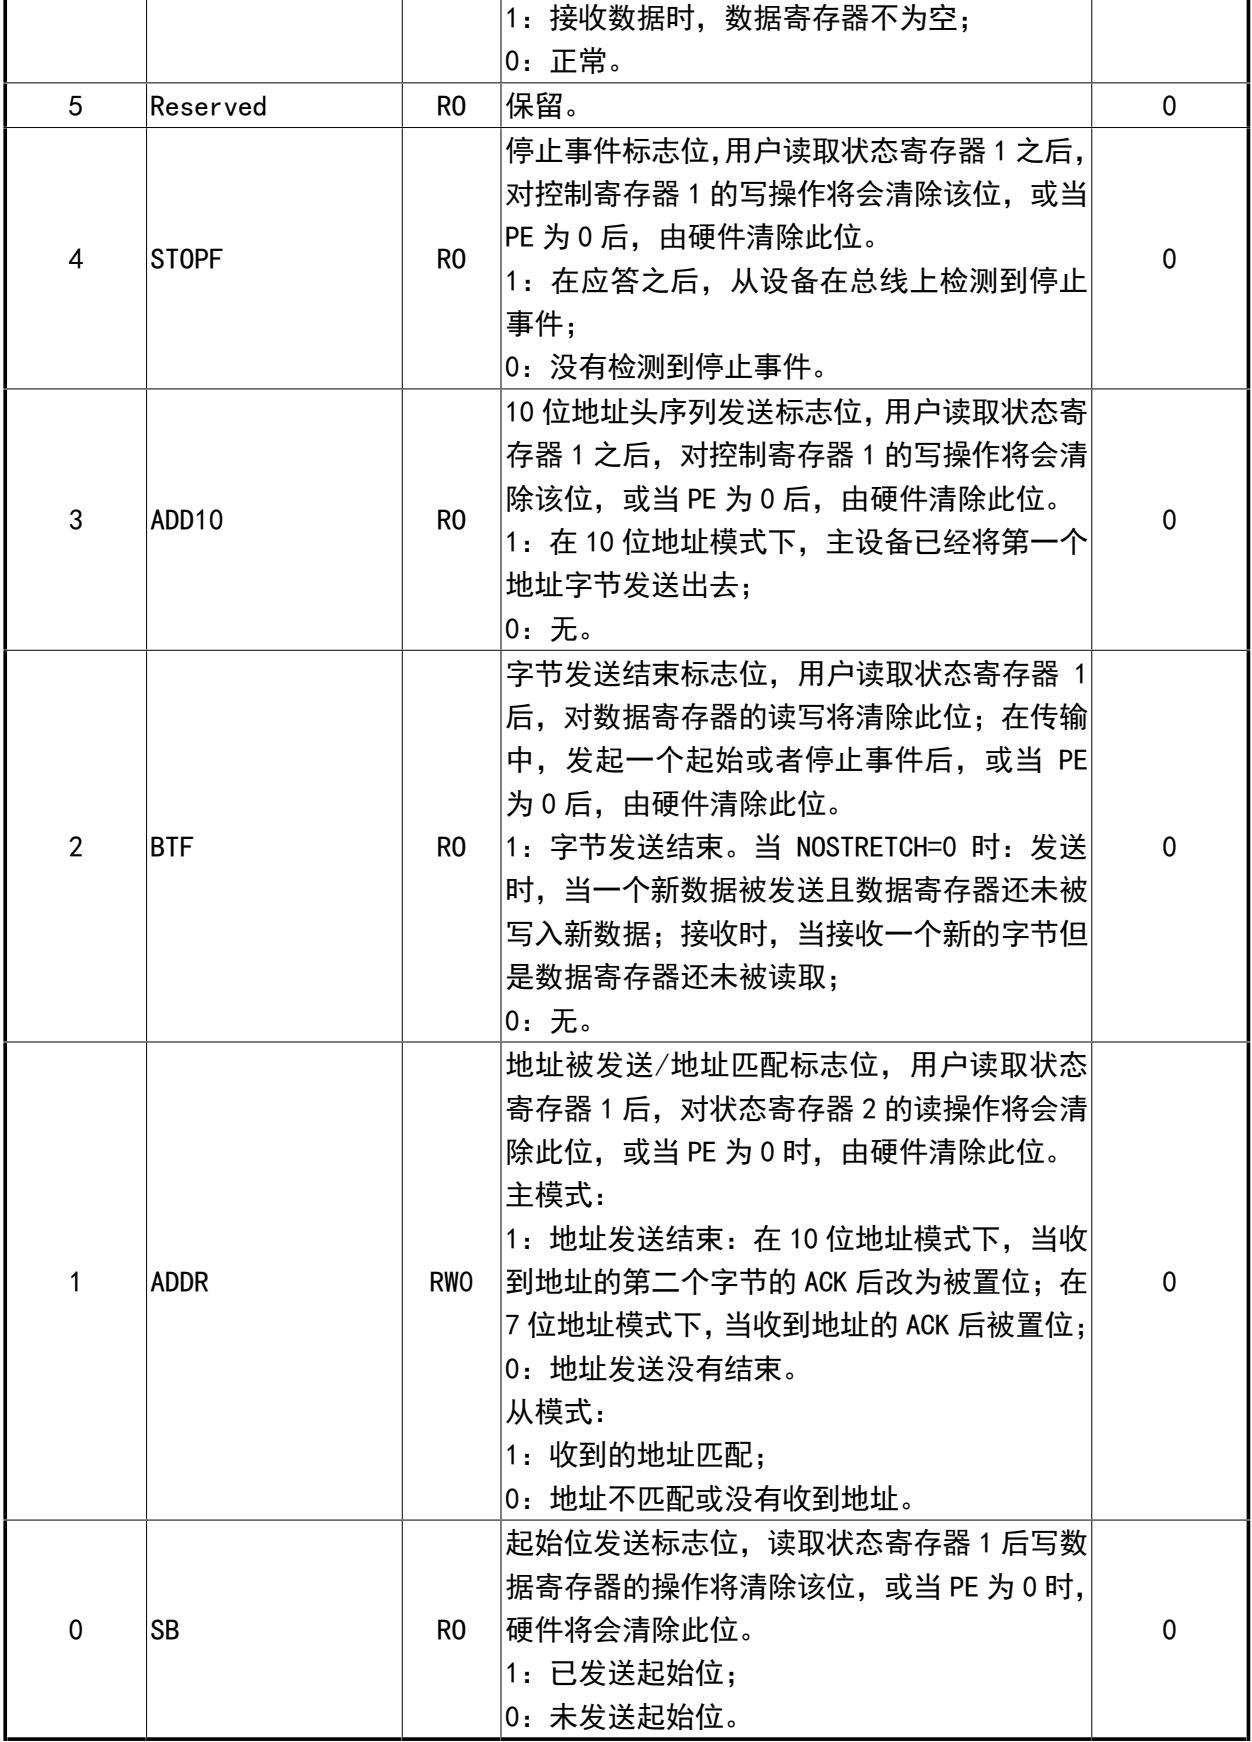 1：接收数据时，数据寄存器不为空；
0：正常。
5 Reserved RO 保留。 0
停止事件标志位，用户读取状态寄存器 1 之后，
对控制寄存器 1 的写操作将会清除该位，或当
PE 为 0 后，由硬件清除此位。
4 STOPF RO 1：在应答之后，从设备在总线上检测到停止 0
事件；
0：没有检测到停止事件。
10 位地址头序列发送标志位，用户读取状态寄
存器 1 之后，对控制寄存器 1 的写操作将会清
除该位，或当 PE 为 0 后，由硬件清除此位。
3 ADD10 RO 1：在 10 位地址模式下，主设备已经将第一个 0
地址字节发送出去；
0：无。
字节发送结束标志位，用户读取状态寄存器 1
后，对数据寄存器的读写将清除此位；在传输
中，发起一个起始或者停止事件后，或当 PE
为 0 后，由硬件清除此位。
2 BTF RO 1：字节发送结束。当 NOSTRETCH=0 时：发送 0
时，当一个新数据被发送且数据寄存器还未被
写入新数据；接收时，当接收一个新的字节但
是数据寄存器还未被读取；
0：无。
地址被发送/地址匹配标志位，用户读取状态
寄存器 1 后，对状态寄存器 2 的读操作将会清
除此位，或当 PE 为 0 时，由硬件清除此位。
主模式：
1：地址发送结束：在 10 位地址模式下，当收
1 ADDR RW0 到地址的第二个字节的 ACK 后改为被置位；在 0
7 位地址模式下，当收到地址的 ACK 后被置位；
0：地址发送没有结束。
从模式：
1：收到的地址匹配；
0：地址不匹配或没有收到地址。
起始位发送标志位，读取状态寄存器 1 后写数
据寄存器的操作将清除该位，或当 PE 为 0 时，
0 SB RO 硬件将会清除此位。 0
1：已发送起始位；
0：未发送起始位。